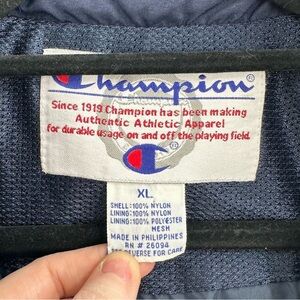 Champion®
Since 1919 Champion has been making
Authentic Athletic Apparel
for durable usage on and off the playing field.
Champion
®
XL
SHELL:100% NYLON
LINING:100% NYLON
LINING:100% POLYESTER
MESH
MADE IN PHILIPPINES
RN # 26094
SEE REVERSE FOR CARE